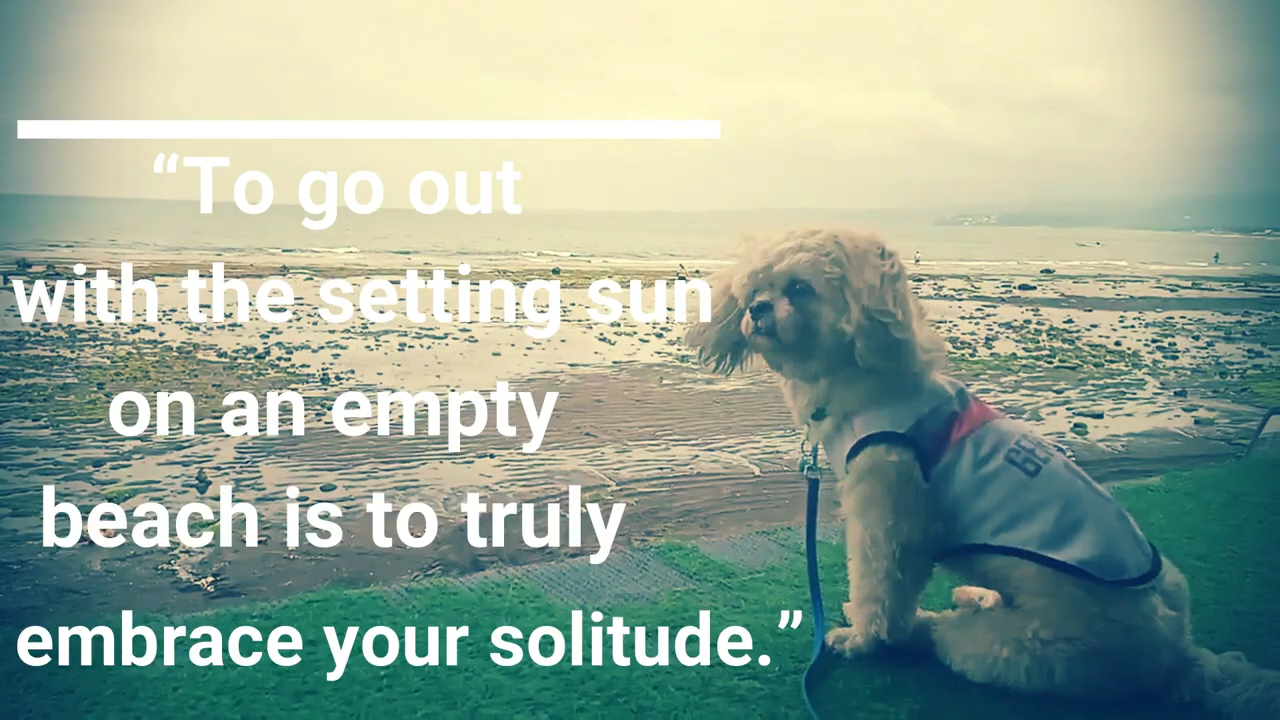 “To go out
with the setting sun
on an empty
beach is to truly
embrace your solitude.”